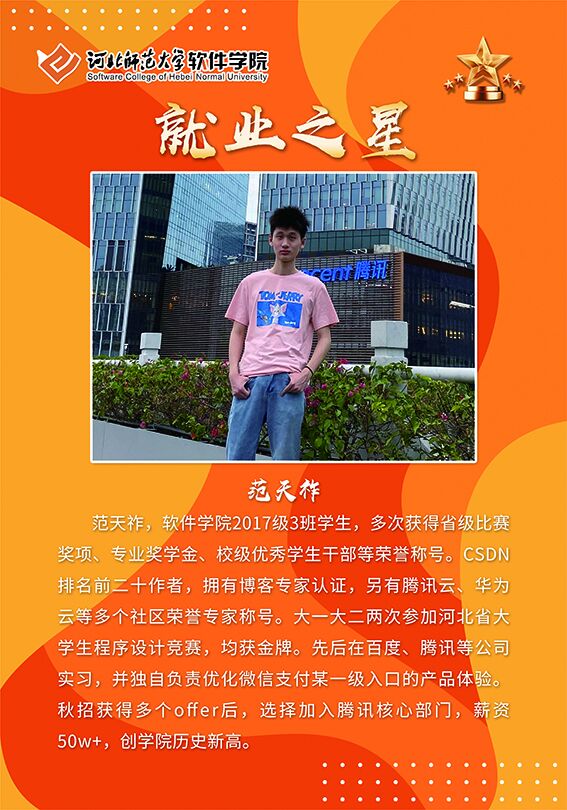 河北师范大学软件学院
Software College of Hebei Normal University
就业之星
cent腾讯
TOM JERRY
范天祚
范天祚，软件学院2017级3班学生，多次获得省级比赛
奖项、专业奖学金、校级优秀学生干部等荣誉称号。CSDN
排名前二十作者，拥有博客专家认证，另有腾讯云、华为
云等多个社区荣誉专家称号。大一大二两次参加河北省大
学生程序设计竞赛，均获金牌。先后在百度、腾讯等公司
实习，并独自负责优化微信支付某一级入口的产品体验。
秋招获得多个offer后，选择加入腾讯核心部门，薪资
50w+，创学院历史新高。